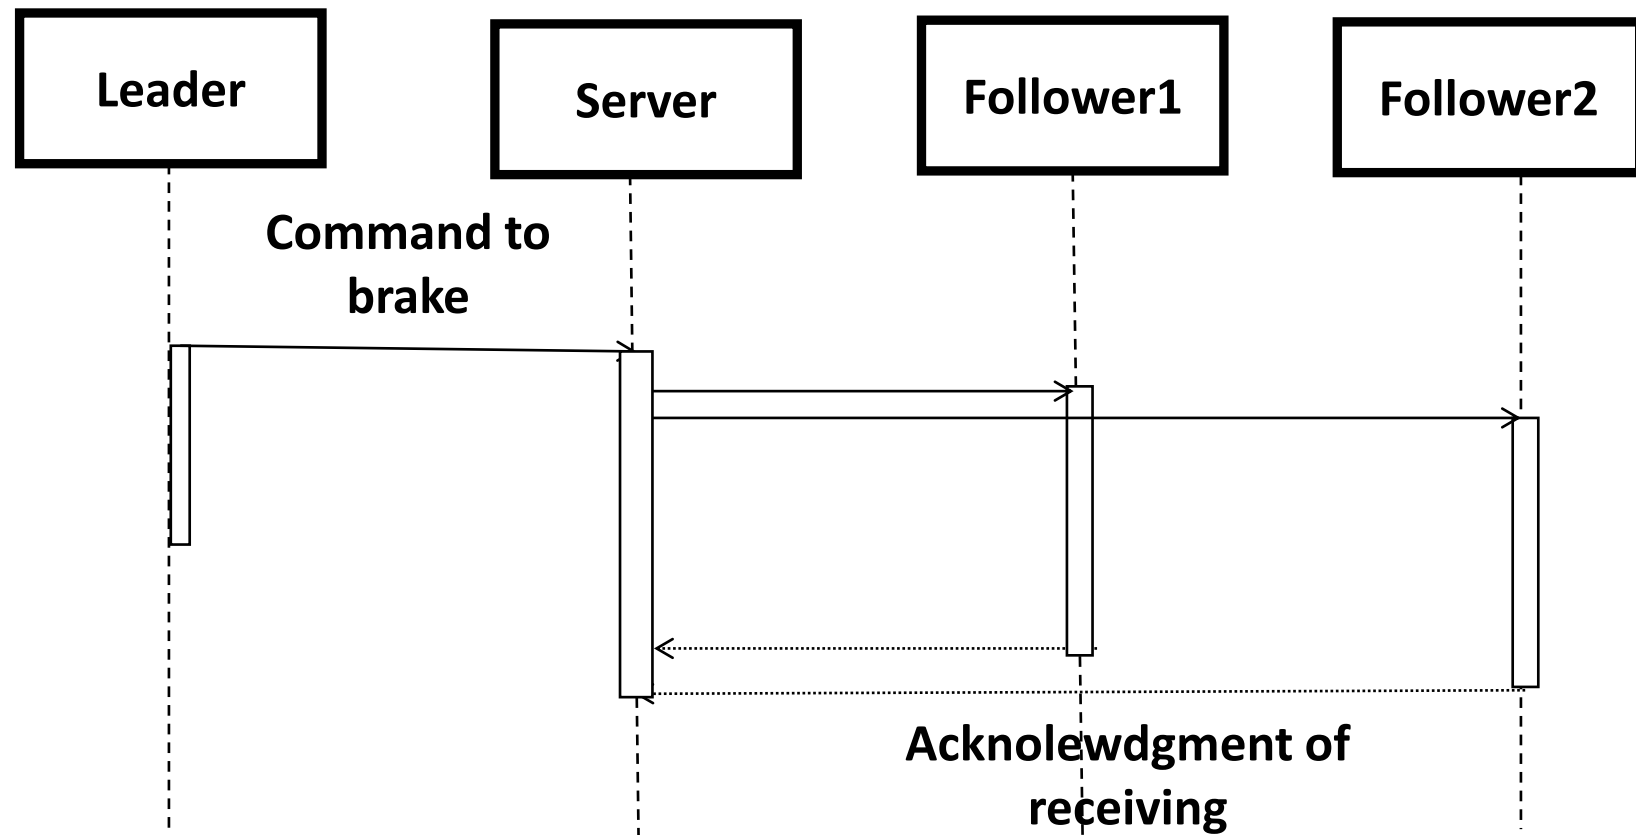 Leader
Server
Follower1
Follower2
Command to
brake
Acknolewdgment of
receiving